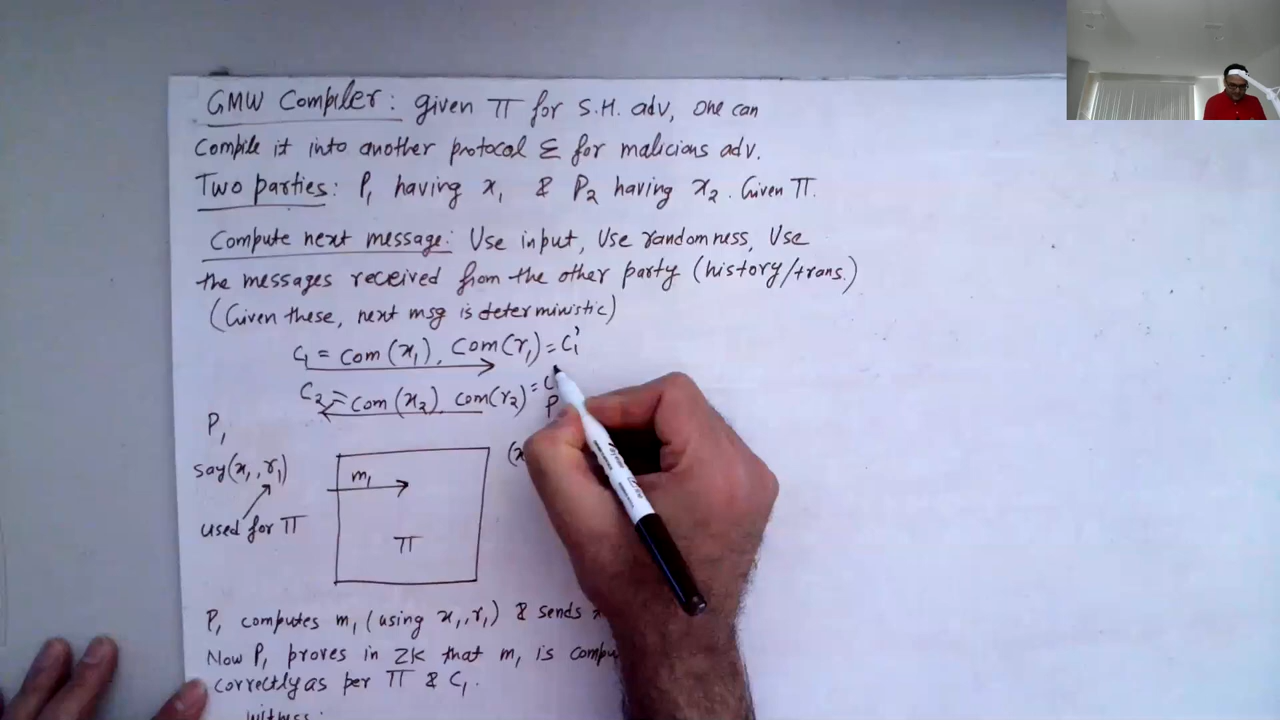 GMW Compiler: given Π for S.H. adv, one can
compile it into another protocol Σ for malicious adv.
Two parties: P₁ having x₁ & P₂ having x₂. Given Π.
Compute next message: Use input, Use randomness, Use
the messages received from the other party (history/trans.)
(Given these, next msg is deterministic)
C₁ = Com(x₁), Com(r₁) = C₁'
C₂ = Com(x₂), Com(r₂) = C
P₁
P
say (x₁, r₁)
m₁
used for Π
Π
P₁ computes m₁ (using x₁, r₁) & sends
Now P₁ proves in ZK that m₁ is
correctly as per Π & C₁.
Witness: